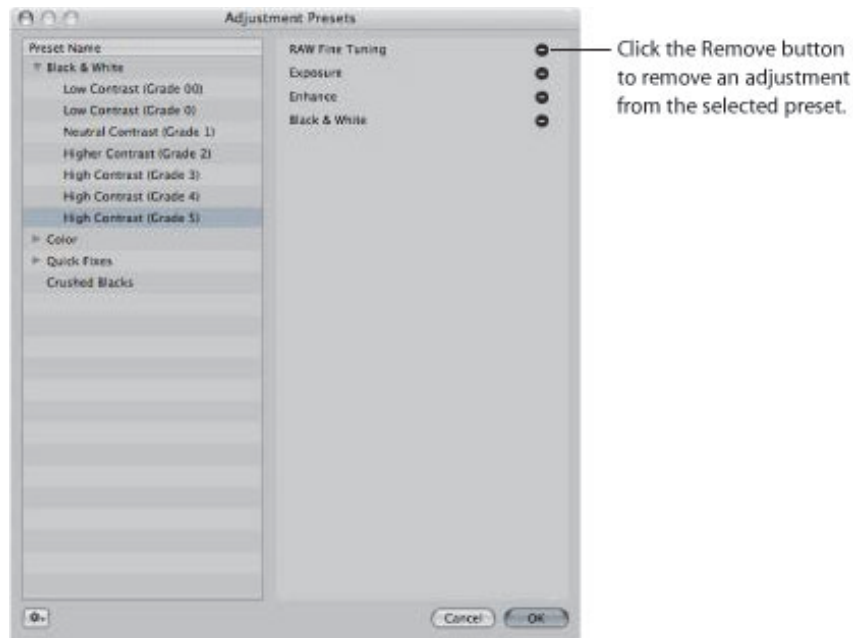 Adjustment Presets
Preset Name
Black & White
Low Contrast (Grade 00)
Low Contrast (Grade 0)
Neutral Contrast (Grade 1)
Higher Contrast (Grade 2)
High Contrast (Grade 3)
High Contrast (Grade 4)
High Contrast (Grade 5)
Color
Quick Fixes
Crushed Blacks
RAW Fine Tuning
Exposure
Enhance
Black & White
Cancel
OK
Click the Remove button
to remove an adjustment
from the selected preset.